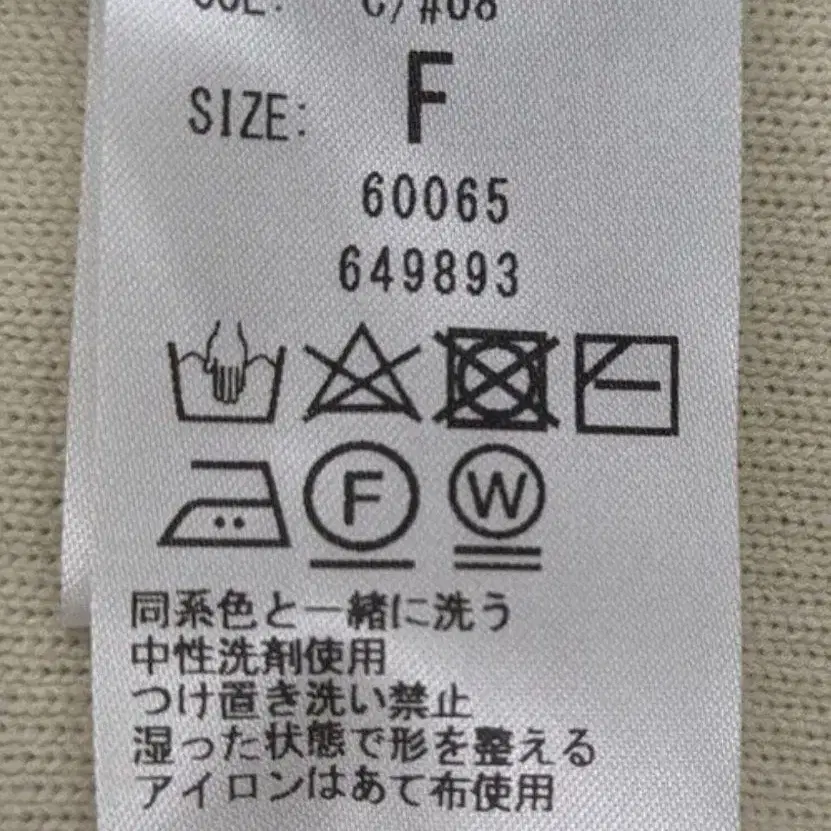 COL: C/#08
SIZE: F
60065
649893
F
W
同系色と一緒に洗う
中性洗剤使用
つけ置き洗い禁止
湿った状態で形を整える
アイロンはあて布使用